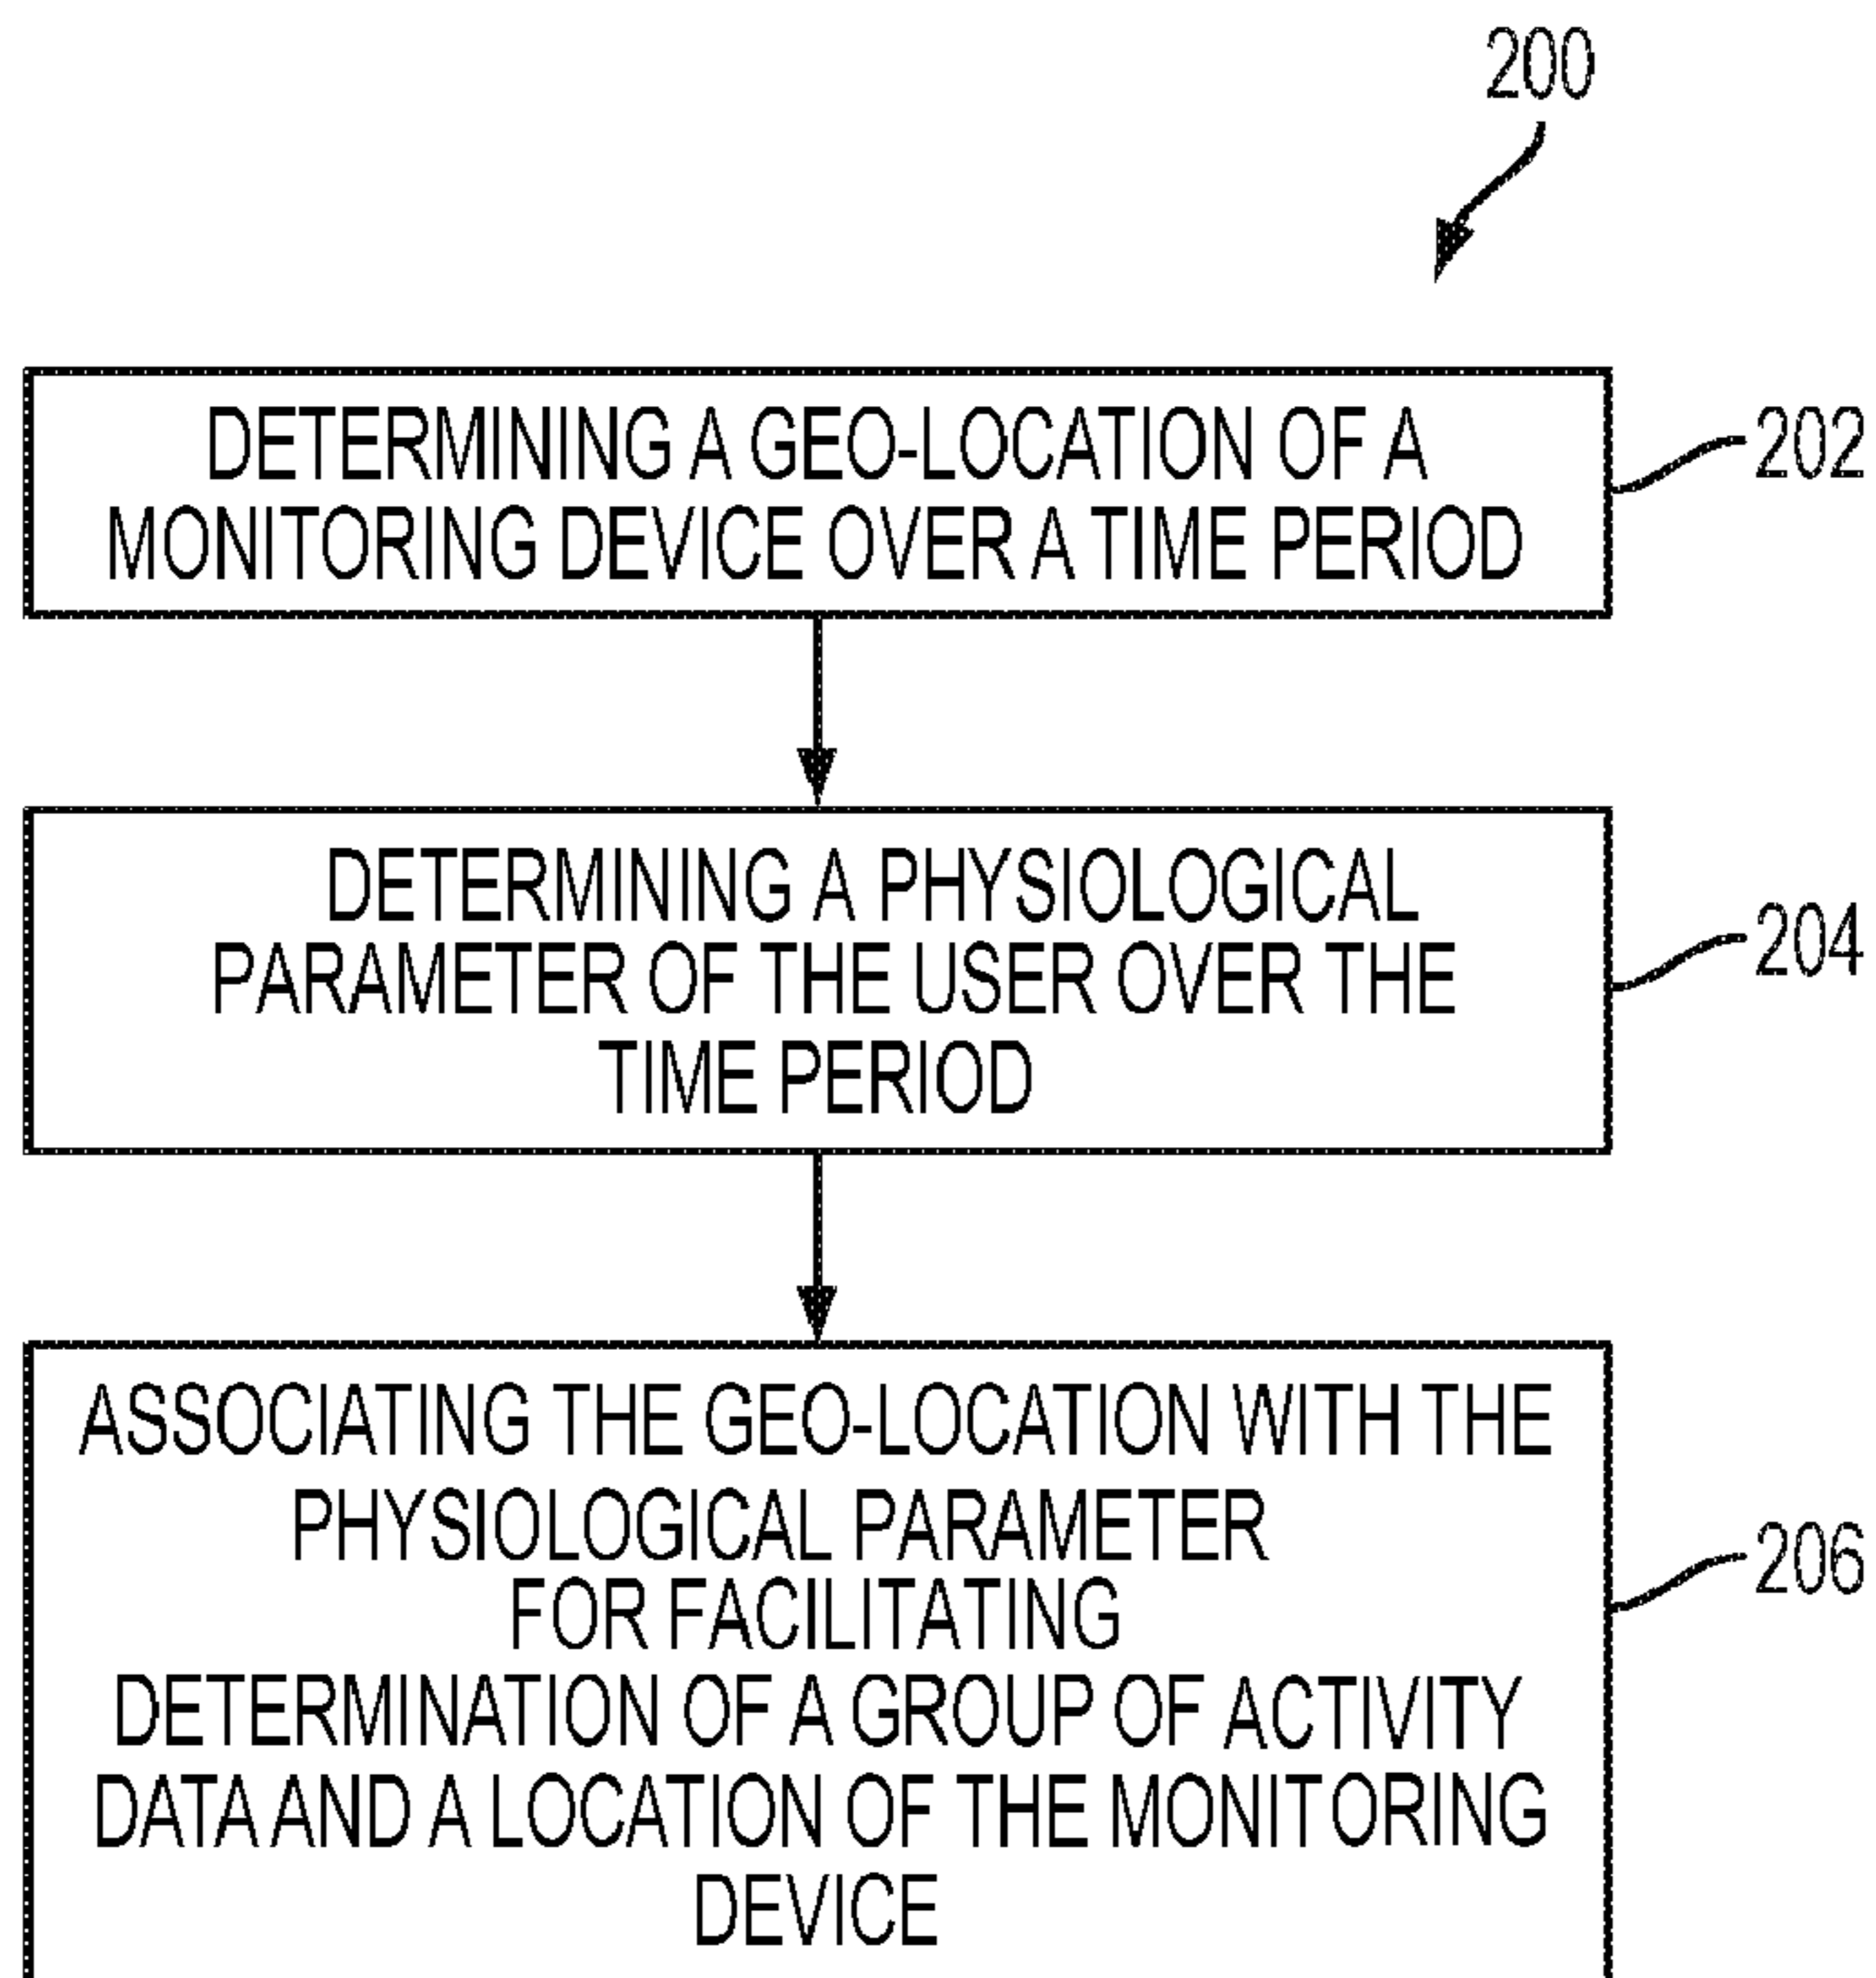 200
DETERMINING A GEO-LOCATION OF A
MONITORING DEVICE OVER A TIME PERIOD
202
DETERMINING A PHYSIOLOGICAL
PARAMETER OF THE USER OVER THE
TIME PERIOD
204
ASSOCIATING THE GEO-LOCATION WITH THE
PHYSIOLOGICAL PARAMETER
FOR FACILITATING
DETERMINATION OF A GROUP OF ACTIVITY
DATA AND A LOCATION OF THE MONITORING
DEVICE
206